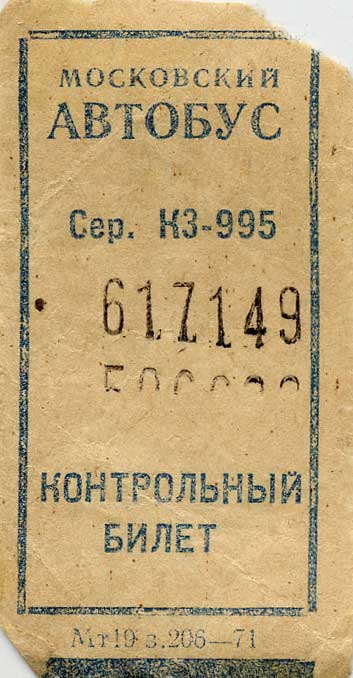 МОСКОВСКИЙ
АВТОБУС
Сер. КЗ-995
617149
КОНТРОЛЬНЫЙ
БИЛЕТ
Мт19 з.206—71